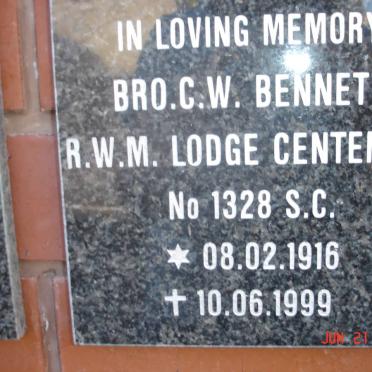 IN LOVING MEMORY
BRO.C.W. BENNET
R.W.M. LODGE CENTEN
No 1328 S.C.
✶ 08.02.1916
✝ 10.06.1999
JUN 21